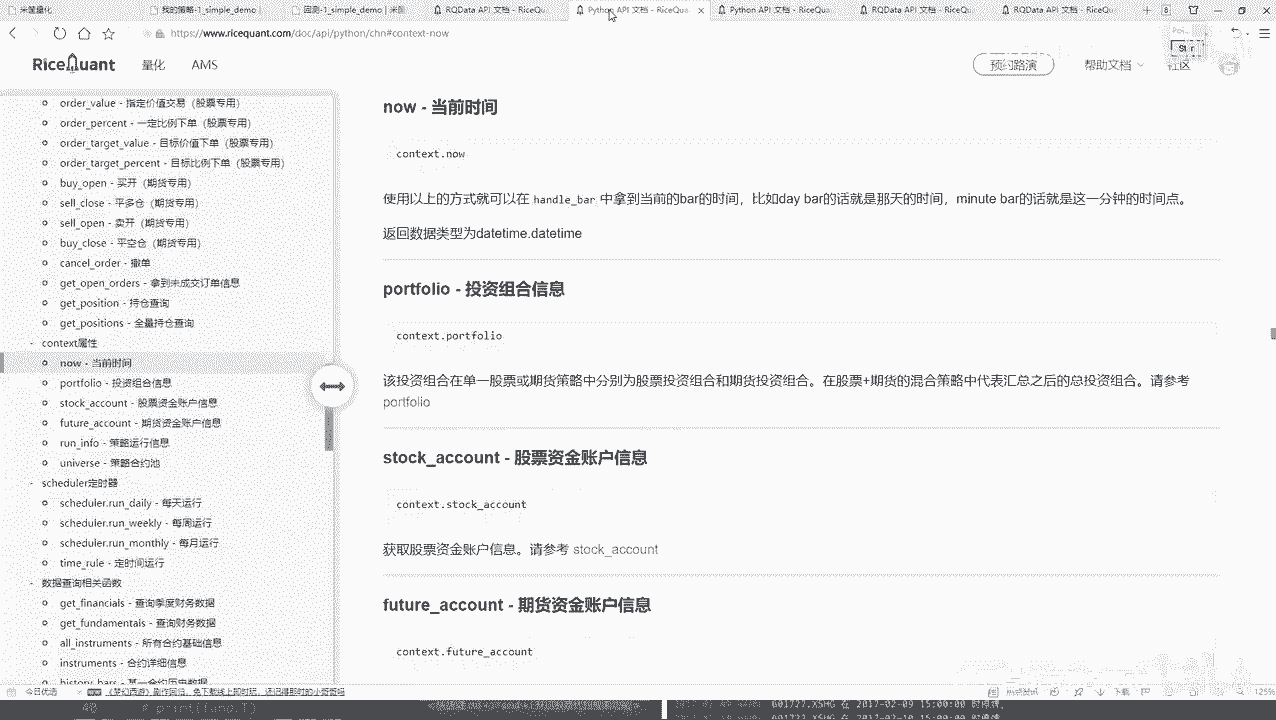 米筐量化
我的策略-1_simple_demo
回测-1_simple_demo | 米筐
RQData API 文档 - RiceQu
Python API 文档 - RiceQua
Python API 文档 - RiceQua
RQData API 文档 - RiceQu
RQData API 文档 - RiceQu
https://www.ricequant.com/doc/api/python/chn#context-now
RiceQuant
量化
AMS
预约路演
帮助文档
社区
order_value - 指定价值交易（股票专用）
order_percent - 一定比例下单（股票专用）
order_target_value - 目标价值下单（股票专用）
order_target_percent - 目标比例下单（股票专用）
buy_open - 买开（期货专用）
sell_close - 平多仓（期货专用）
sell_open - 卖开（期货专用）
buy_close - 平空仓（期货专用）
cancel_order - 撤单
get_open_orders - 拿到未成交订单信息
get_position - 持仓查询
get_positions - 全量持仓查询
context属性
now - 当前时间
portfolio - 投资组合信息
stock_account - 股票资金账户信息
future_account - 期货资金账户信息
run_info - 策略运行信息
universe - 策略合约池
scheduler定时器
scheduler.run_daily - 每天运行
scheduler.run_weekly - 每周运行
scheduler.run_monthly - 每月运行
time_rule - 定时间运行
数据查询相关函数
get_financials - 查询季度财务数据
get_fundamentals - 查询财务数据
all_instruments - 所有合约基础信息
instruments - 合约详细信息
history_bars - 某一合约历史数据
now - 当前时间
context.now
使用以上的方式就可以在 handle_bar 中拿到当前的bar的时间，比如day bar的话就是那天的时间，minute bar的话就是这一分钟的时间点。
返回数据类型为datetime.datetime
portfolio - 投资组合信息
context.portfolio
该投资组合在单一股票或期货策略中分别为股票投资组合和期货投资组合。在股票+期货的混合策略中代表汇总之后的总投资组合。请参考
portfolio
stock_account - 股票资金账户信息
context.stock_account
获取股票资金账户信息。请参考 stock_account
future_account - 期货资金账户信息
context.future_account
今日优选
下载
125%
40 # print(fund.T)